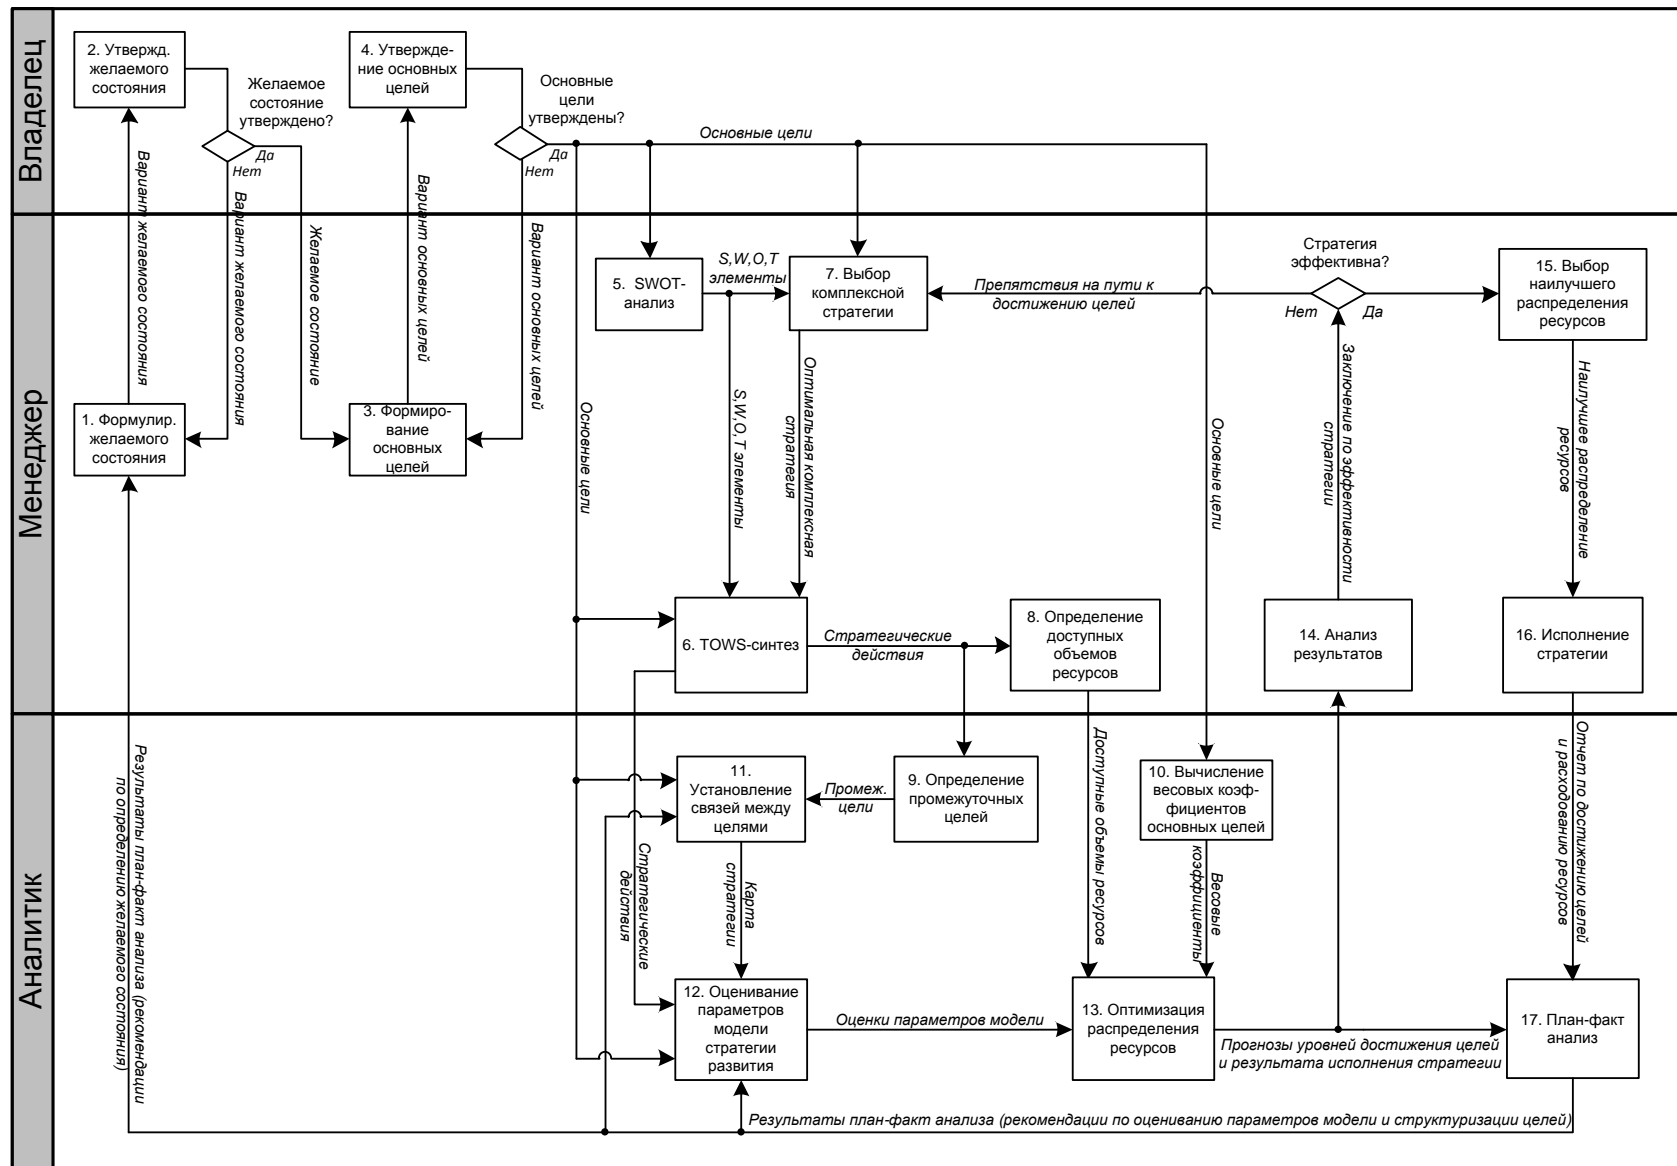 Владелец
2. Утвержд.
желаемого
состояния
Желаемое
состояние
утверждено?
Да
Нет
4. Утвержде-
ние основных
целей
Основные
цели
утверждены?
Да
Нет
Основные цели
Менеджер
Вариант желаемого состояния
Вариант желаемого состояния
Желаемое состояние
Вариант основных целей
Вариант основных целей
1. Формулир.
желаемого
состояния
3. Формиро-
вание
основных
целей
Основные цели
5. SWOT-
анализ
S,W,O,T
элементы
7. Выбор
комплексной
стратегии
Препятствия на пути к
достижению целей
Стратегия
эффективна?
Нет
Да
15. Выбор
наилучшего
распределения
ресурсов
S,W,O,T элементы
Оптимальная комплексная
стратегия
Основные цели
Заключение по эффективности
стратегии
Наилучшее распределение
ресурсов
6. TOWS-синтез
Стратегические
действия
8. Определение
доступных
объемов
ресурсов
14. Анализ
результатов
16. Исполнение
стратегии
Аналитик
Результаты план-факт анализа (рекомендации
по определению желаемого состояния)
Стратегические
действия
11.
Установление
связей между
целями
Промеж.
цели
9. Определение
промежуточных
целей
Доступные объемы ресурсов
10. Вычисление
весовых коэф-
фициентов
основных целей
Весовые
коэффициенты
Отчет по достижению целей
и расходованию ресурсов
Карта
стратегии
12. Оценивание
параметров
модели
стратегии
развития
Оценки параметров модели
13. Оптимизация
распределения
ресурсов
Прогнозы уровней достижения целей
и результата исполнения стратегии
17. План-факт
анализ
Результаты план-факт анализа (рекомендации по оцениванию параметров модели и структуризации целей)